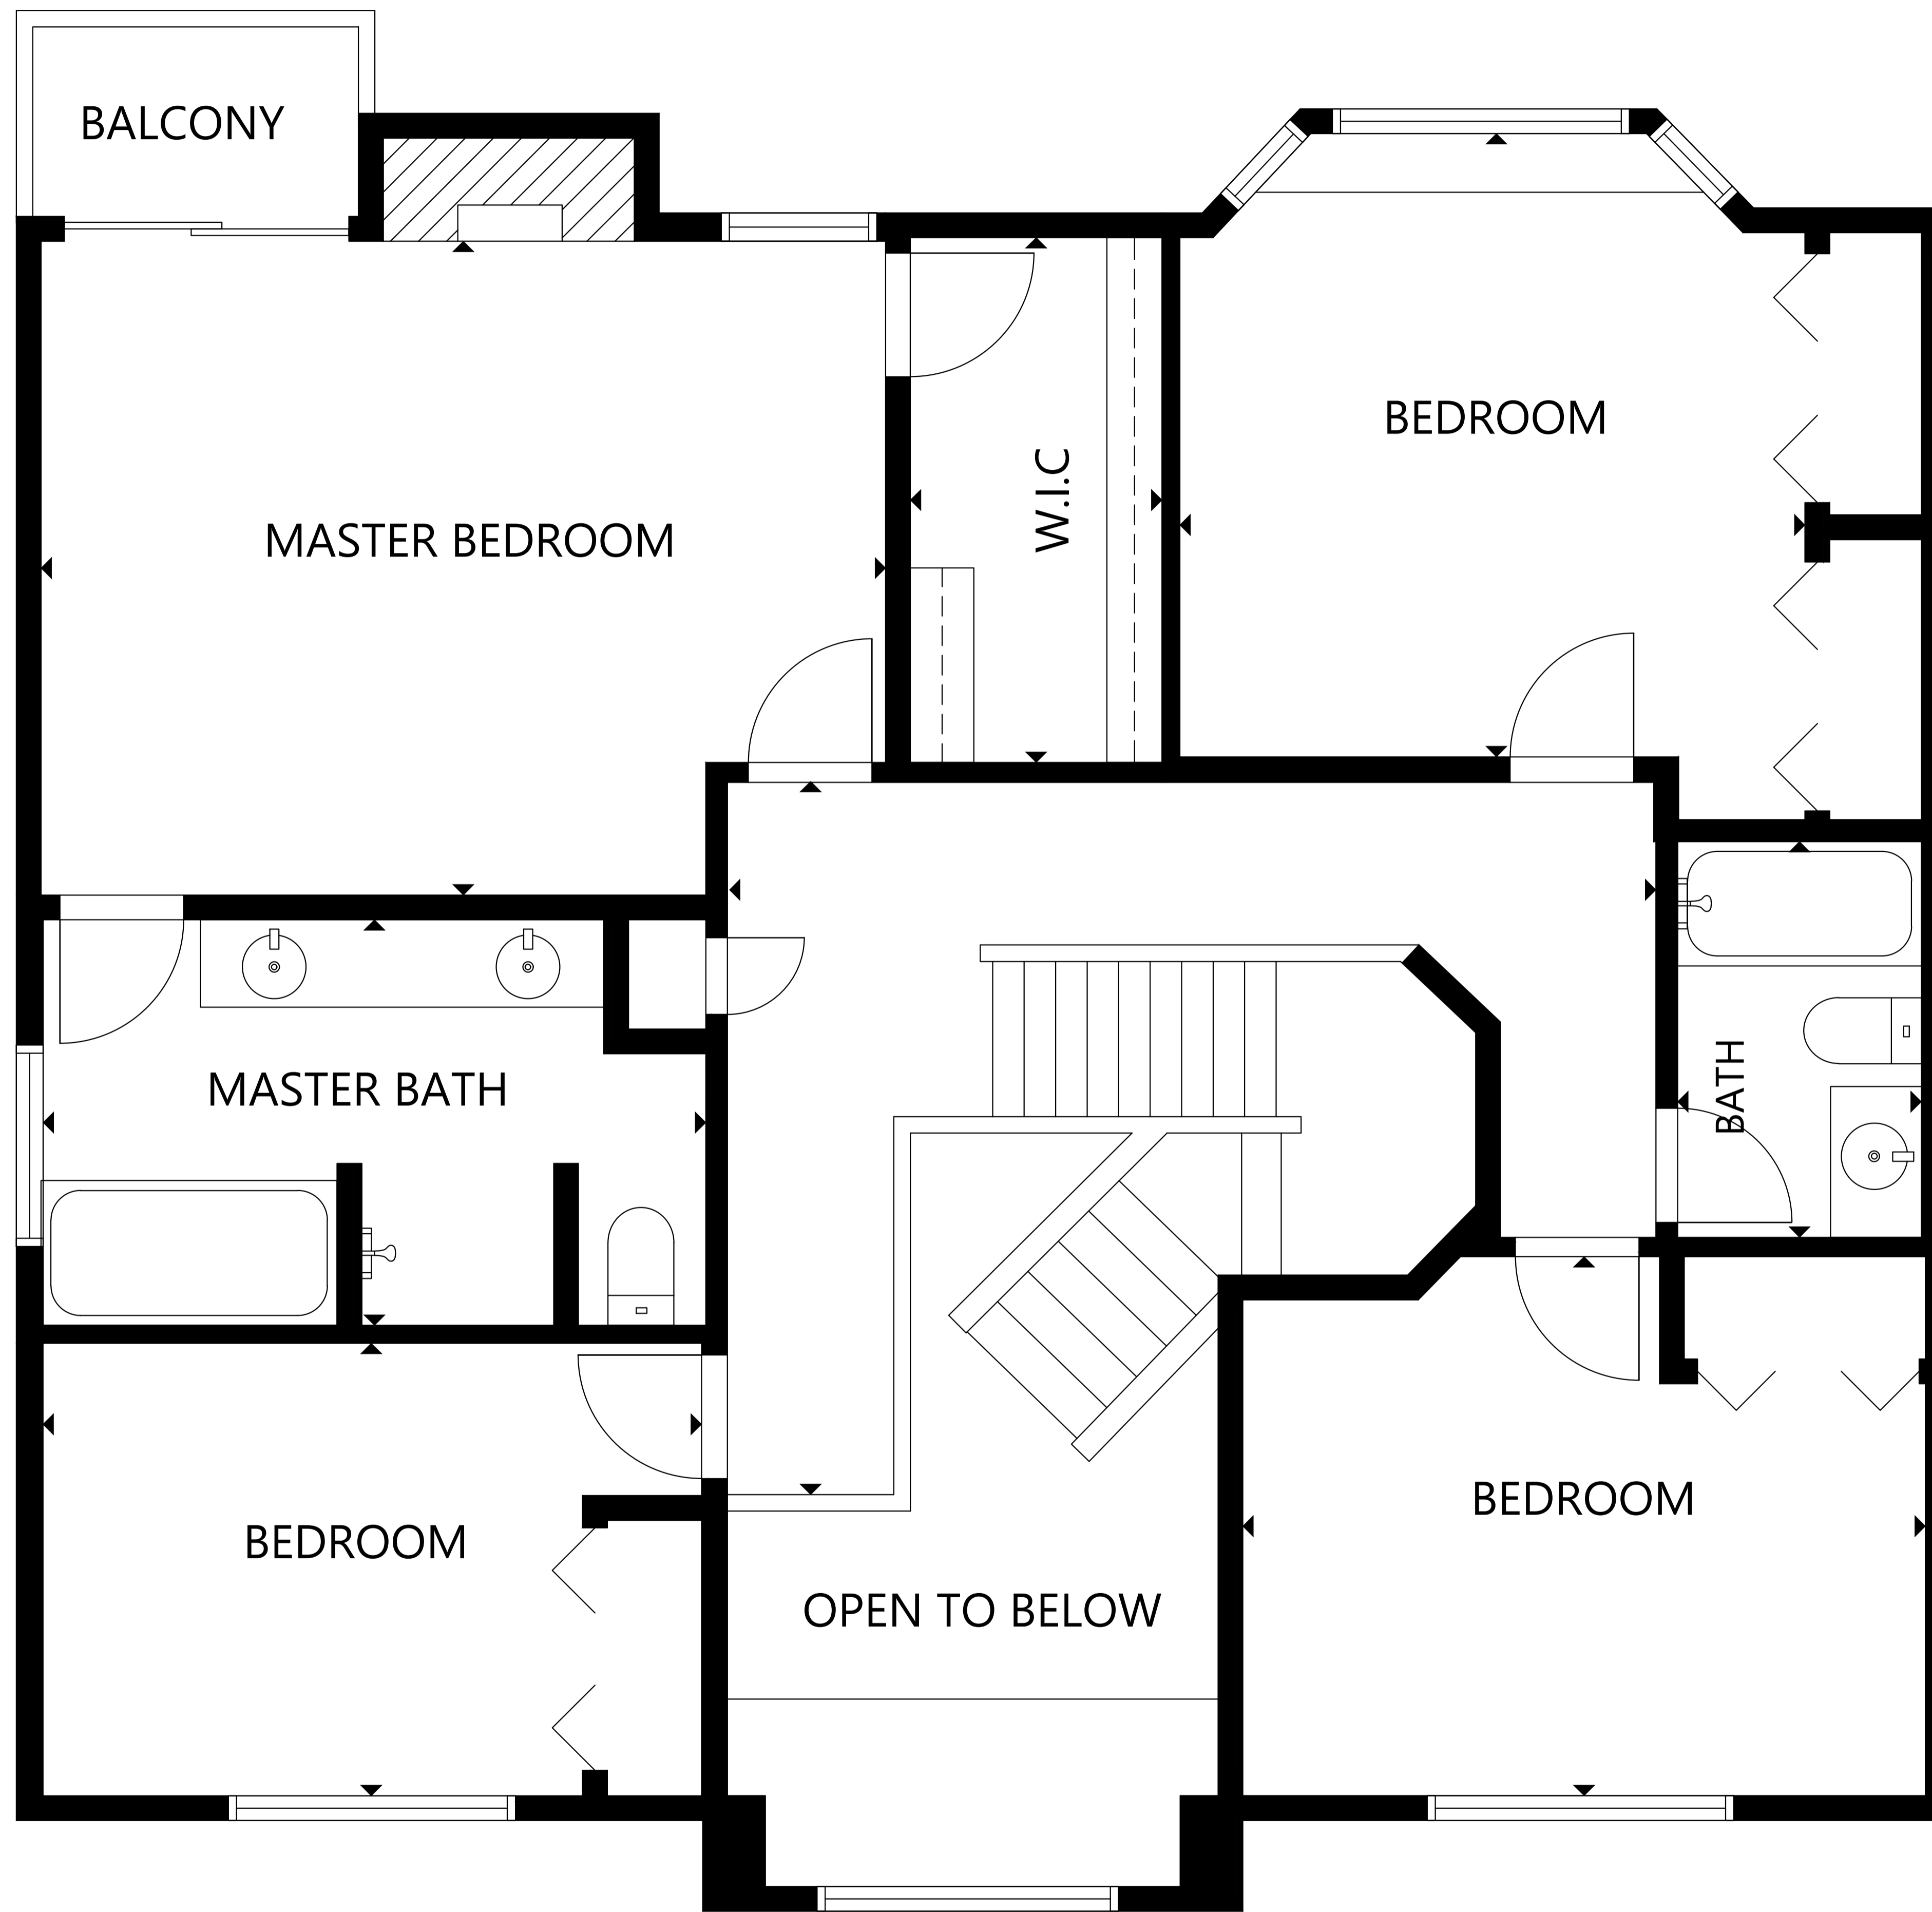 BALCONY
BEDROOM
W.I.C
MASTER BEDROOM
MASTER BATH
BATH
BEDROOM
BEDROOM
OPEN TO BELOW